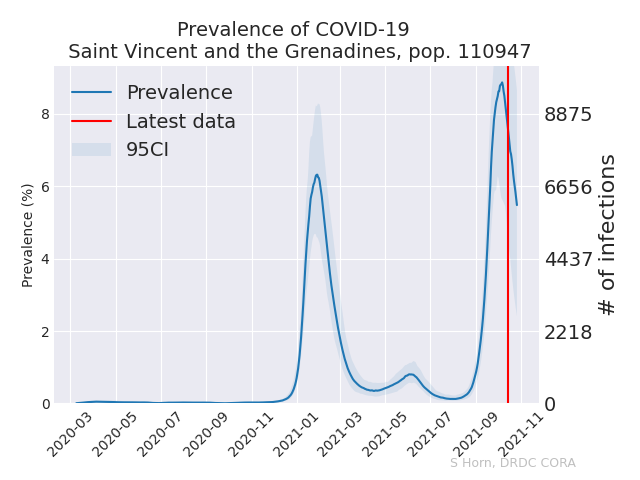 Prevalence of COVID-19
Saint Vincent and the Grenadines, pop. 110947
Prevalence
Latest data
95CI
Prevalence (%)
8
6
4
2
0
8875
6656
4437
2218
0
# of infections
2020-03
2020-05
2020-07
2020-09
2020-11
2021-01
2021-03
2021-05
2021-07
2021-09
2021-11
S Horn, DRDC CORA